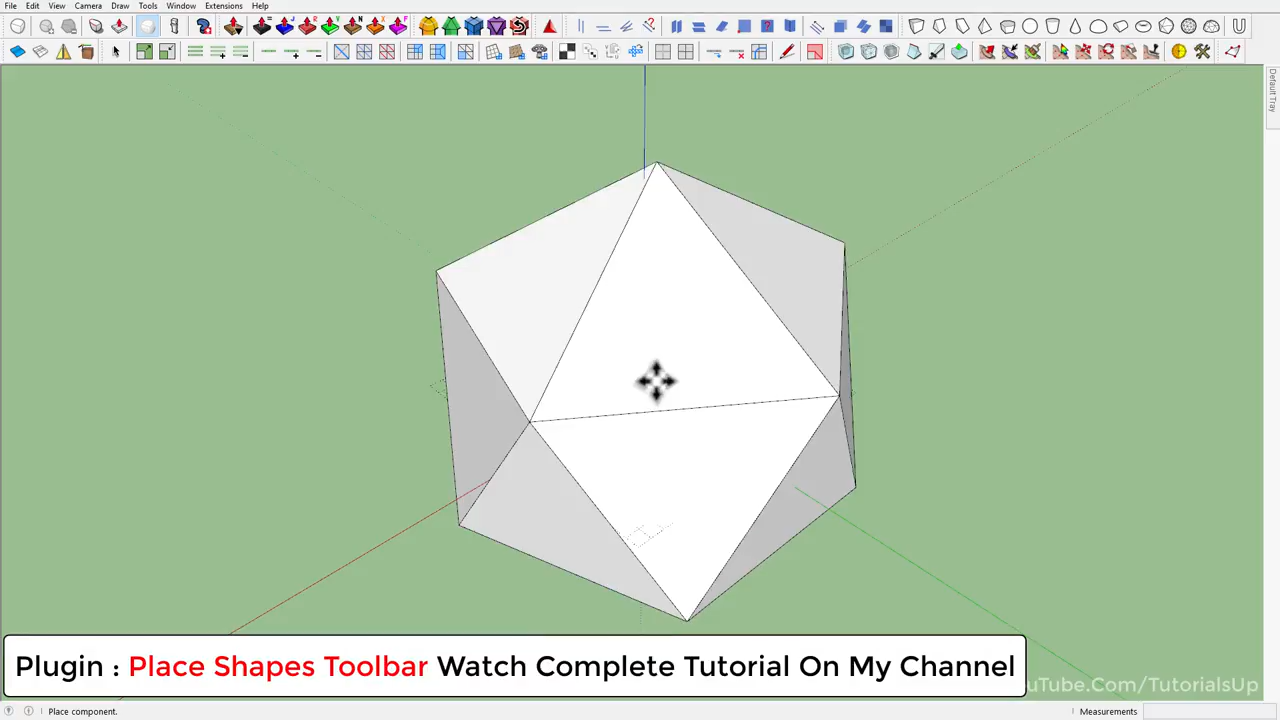 File Edit View Camera Draw Tools Window Extensions Help
Default Tray
Plugin : Place Shapes Toolbar Watch Complete Tutorial On My Channel
uTube.Com/TutorialsUp
Place component.
Measurements